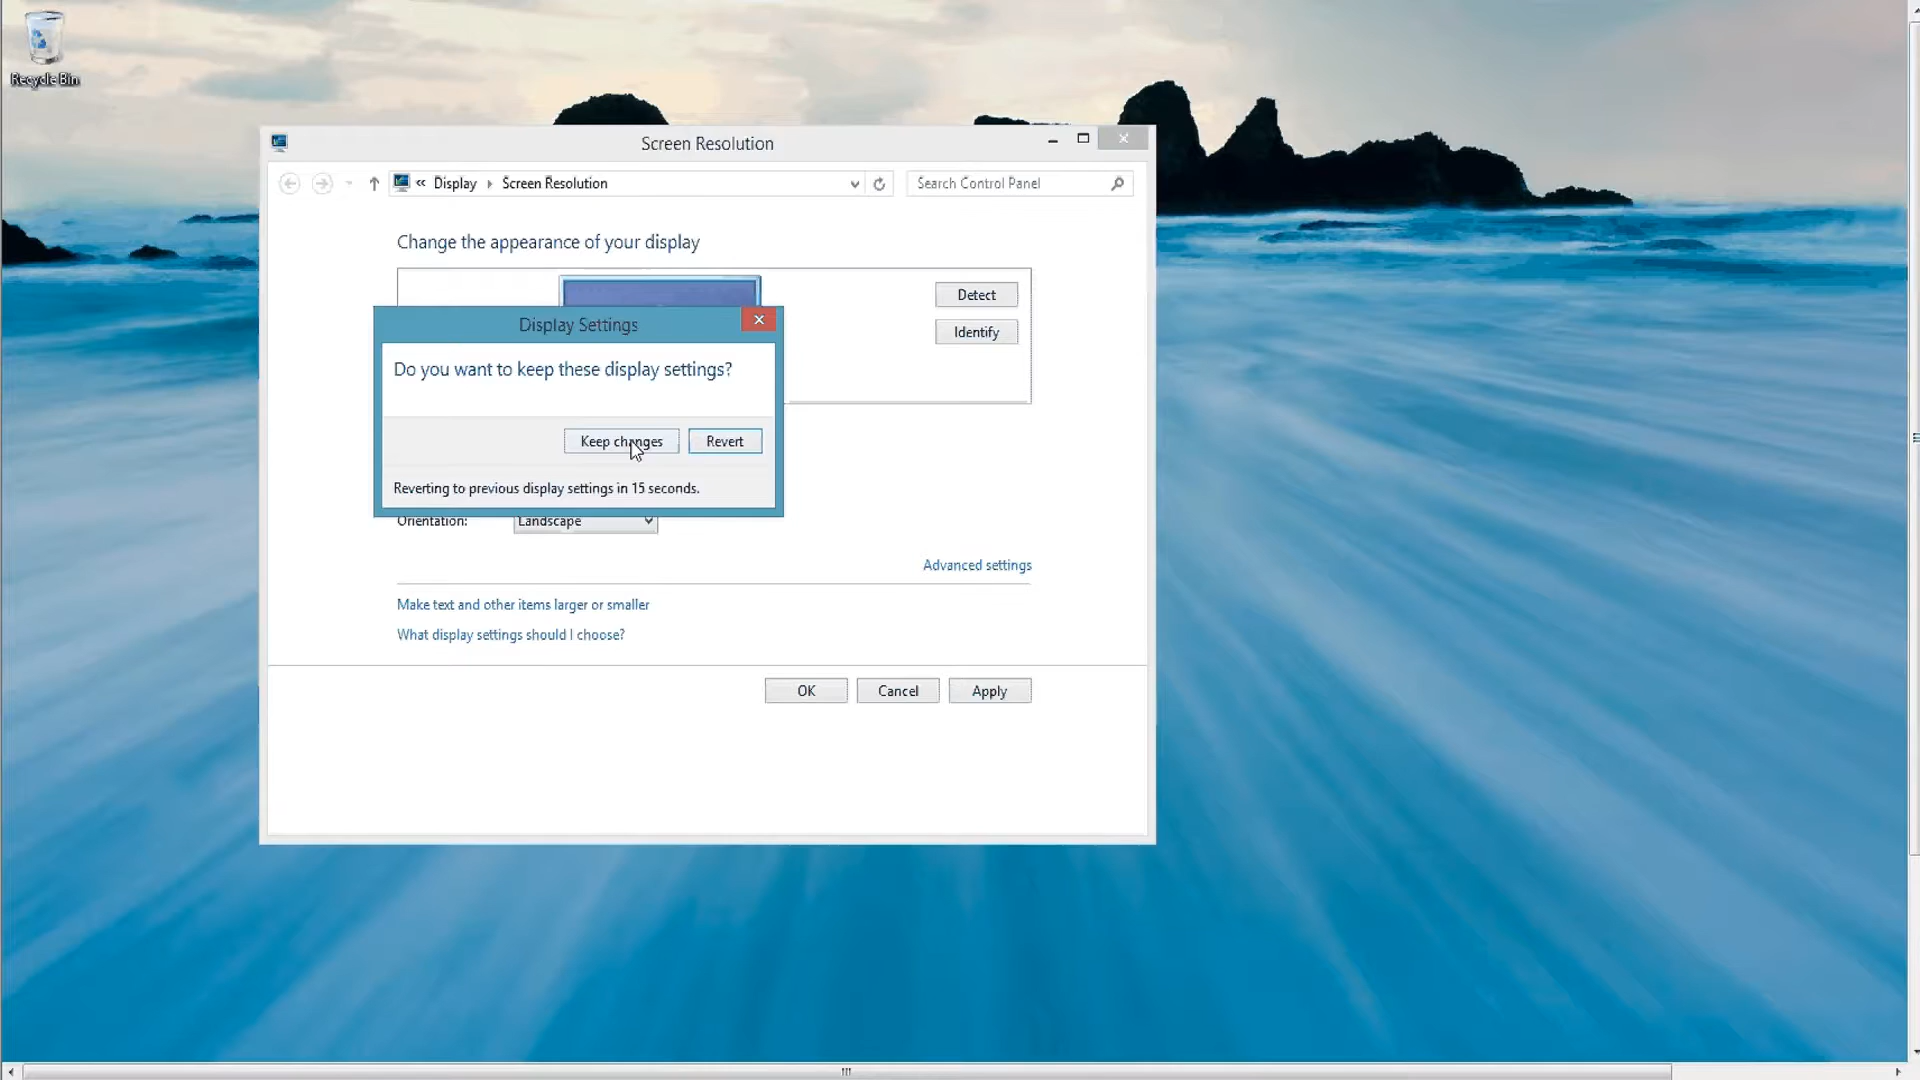 Recycle Bin
Screen Resolution
« Display Screen Resolution
Search Control Panel
Change the appearance of your display
Detect
Identify
Display Settings
Do you want to keep these display settings?
Keep changes
Revert
Reverting to previous display settings in 15 seconds.
Orientation: Landscape
Advanced settings
Make text and other items larger or smaller
What display settings should I choose?
OK
Cancel
Apply